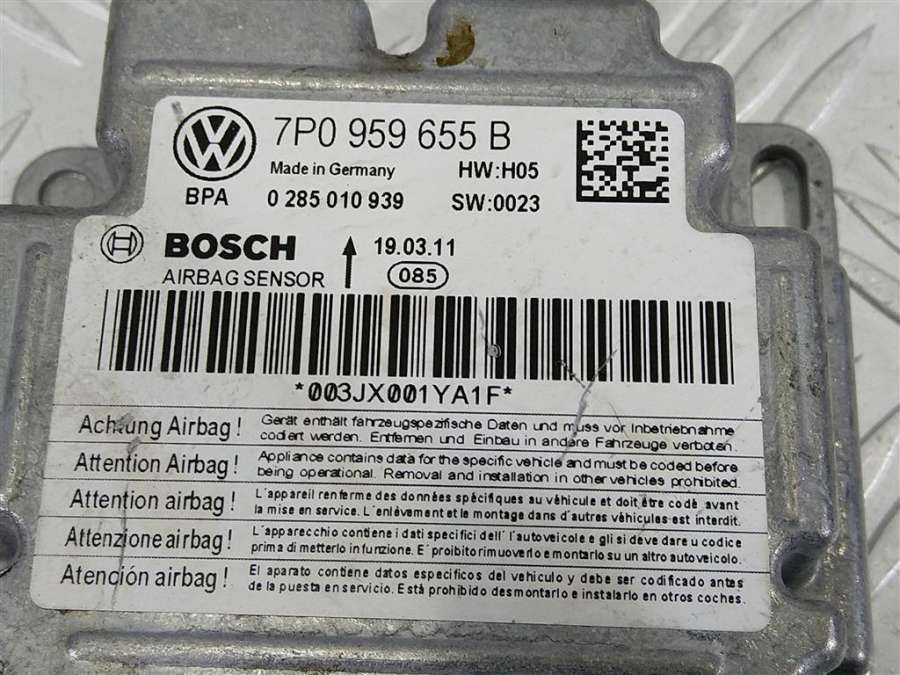 7P0 959 655 B
Made in Germany HW:H05
BPA 0 285 010 939 SW:0023
BOSCH 19.03.11
AIRBAG SENSOR 085
*003JX001YA1F*
Achtung Airbag! Gerät enthält fahrzeugspezifische Daten und muss vor Inbetriebnahme
codiert werden. Entfernen und Einbau in andere Fahrzeuge verboten.
Attention Airbag! Appliance contains data for the specific vehicle and must be coded before
being operational. Removal and installation in other vehicles prohibited.
Attention airbag! L'appareil renferme des données spécifiques au véhicule et doit être codé avant
la mise en service. L'enlèvement et le montage dans d'autres véhicules est interdit.
Attenzione airbag! L'apparecchio contiene i dati specifici dell' l'autoveicolo e gli si deve dare u codice
prima di metterlo in funzione. E' proibito rimuoverlo e montarlo su un altro autoveicolo.
Atención airbag! El aparato contiene datos especificos del vehiculo y debe ser codificado antes
de la puesta en servicio. Está prohibido desmontarlo e instalarlo en otros coches.